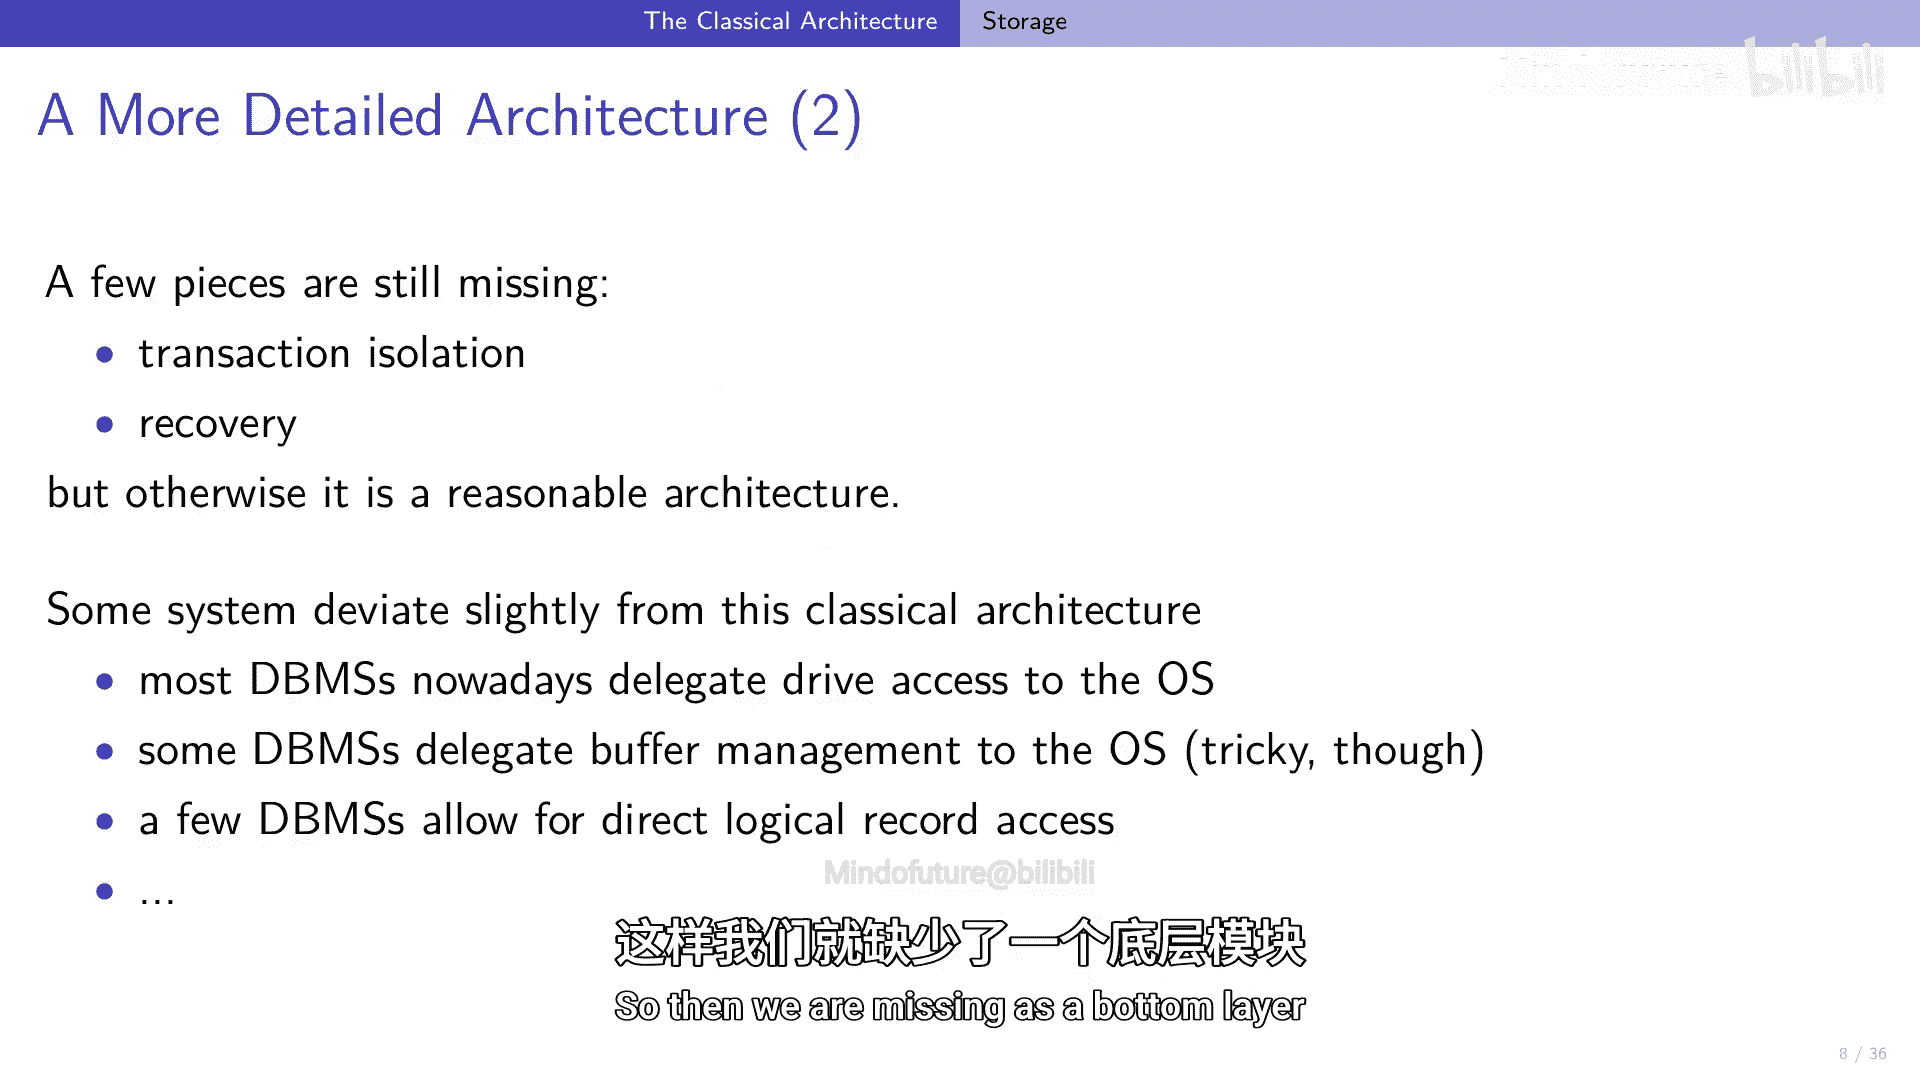 The Classical Architecture
Storage
bilibili
A More Detailed Architecture (2)
A few pieces are still missing:
• transaction isolation
• recovery
but otherwise it is a reasonable architecture.
Some system deviate slightly from this classical architecture
• most DBMSs nowadays delegate drive access to the OS
• some DBMSs delegate buffer management to the OS (tricky, though)
• a few DBMSs allow for direct logical record access
• ...
Mindofuture@bilibili
这样我们就缺少了一个底层模块
So then we are missing as a bottom layer
8 / 36